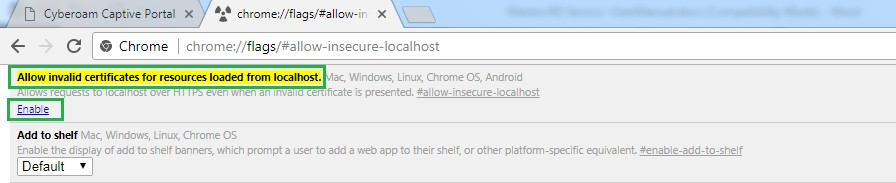 Cyberoam Captive Portal
chrome://flags/#allow-in
Chrome chrome://flags/#allow-insecure-localhost
Allow invalid certificates for resources loaded from localhost. Mac, Windows, Linux, Chrome OS, Android
Allows requests to localhost over HTTPS even when an invalid certificate is presented. #allow-insecure-localhost
Enable
Add to shelf Mac, Windows, Linux, Chrome OS
Enable the display of add to shelf banners, which prompt a user to add a web app to their shelf, or other platform-specific equivalent. #enable-add-to-shelf
Default